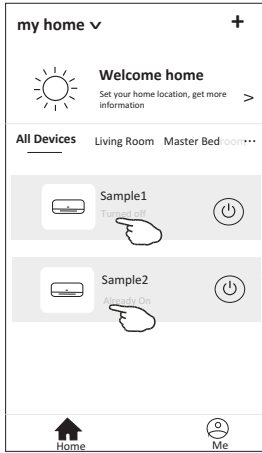 my home
Welcome home
Set your home location, get more
information
All Devices Living Room Master Bedroom
Sample1
Turned off
Sample2
Already On
Home
Me